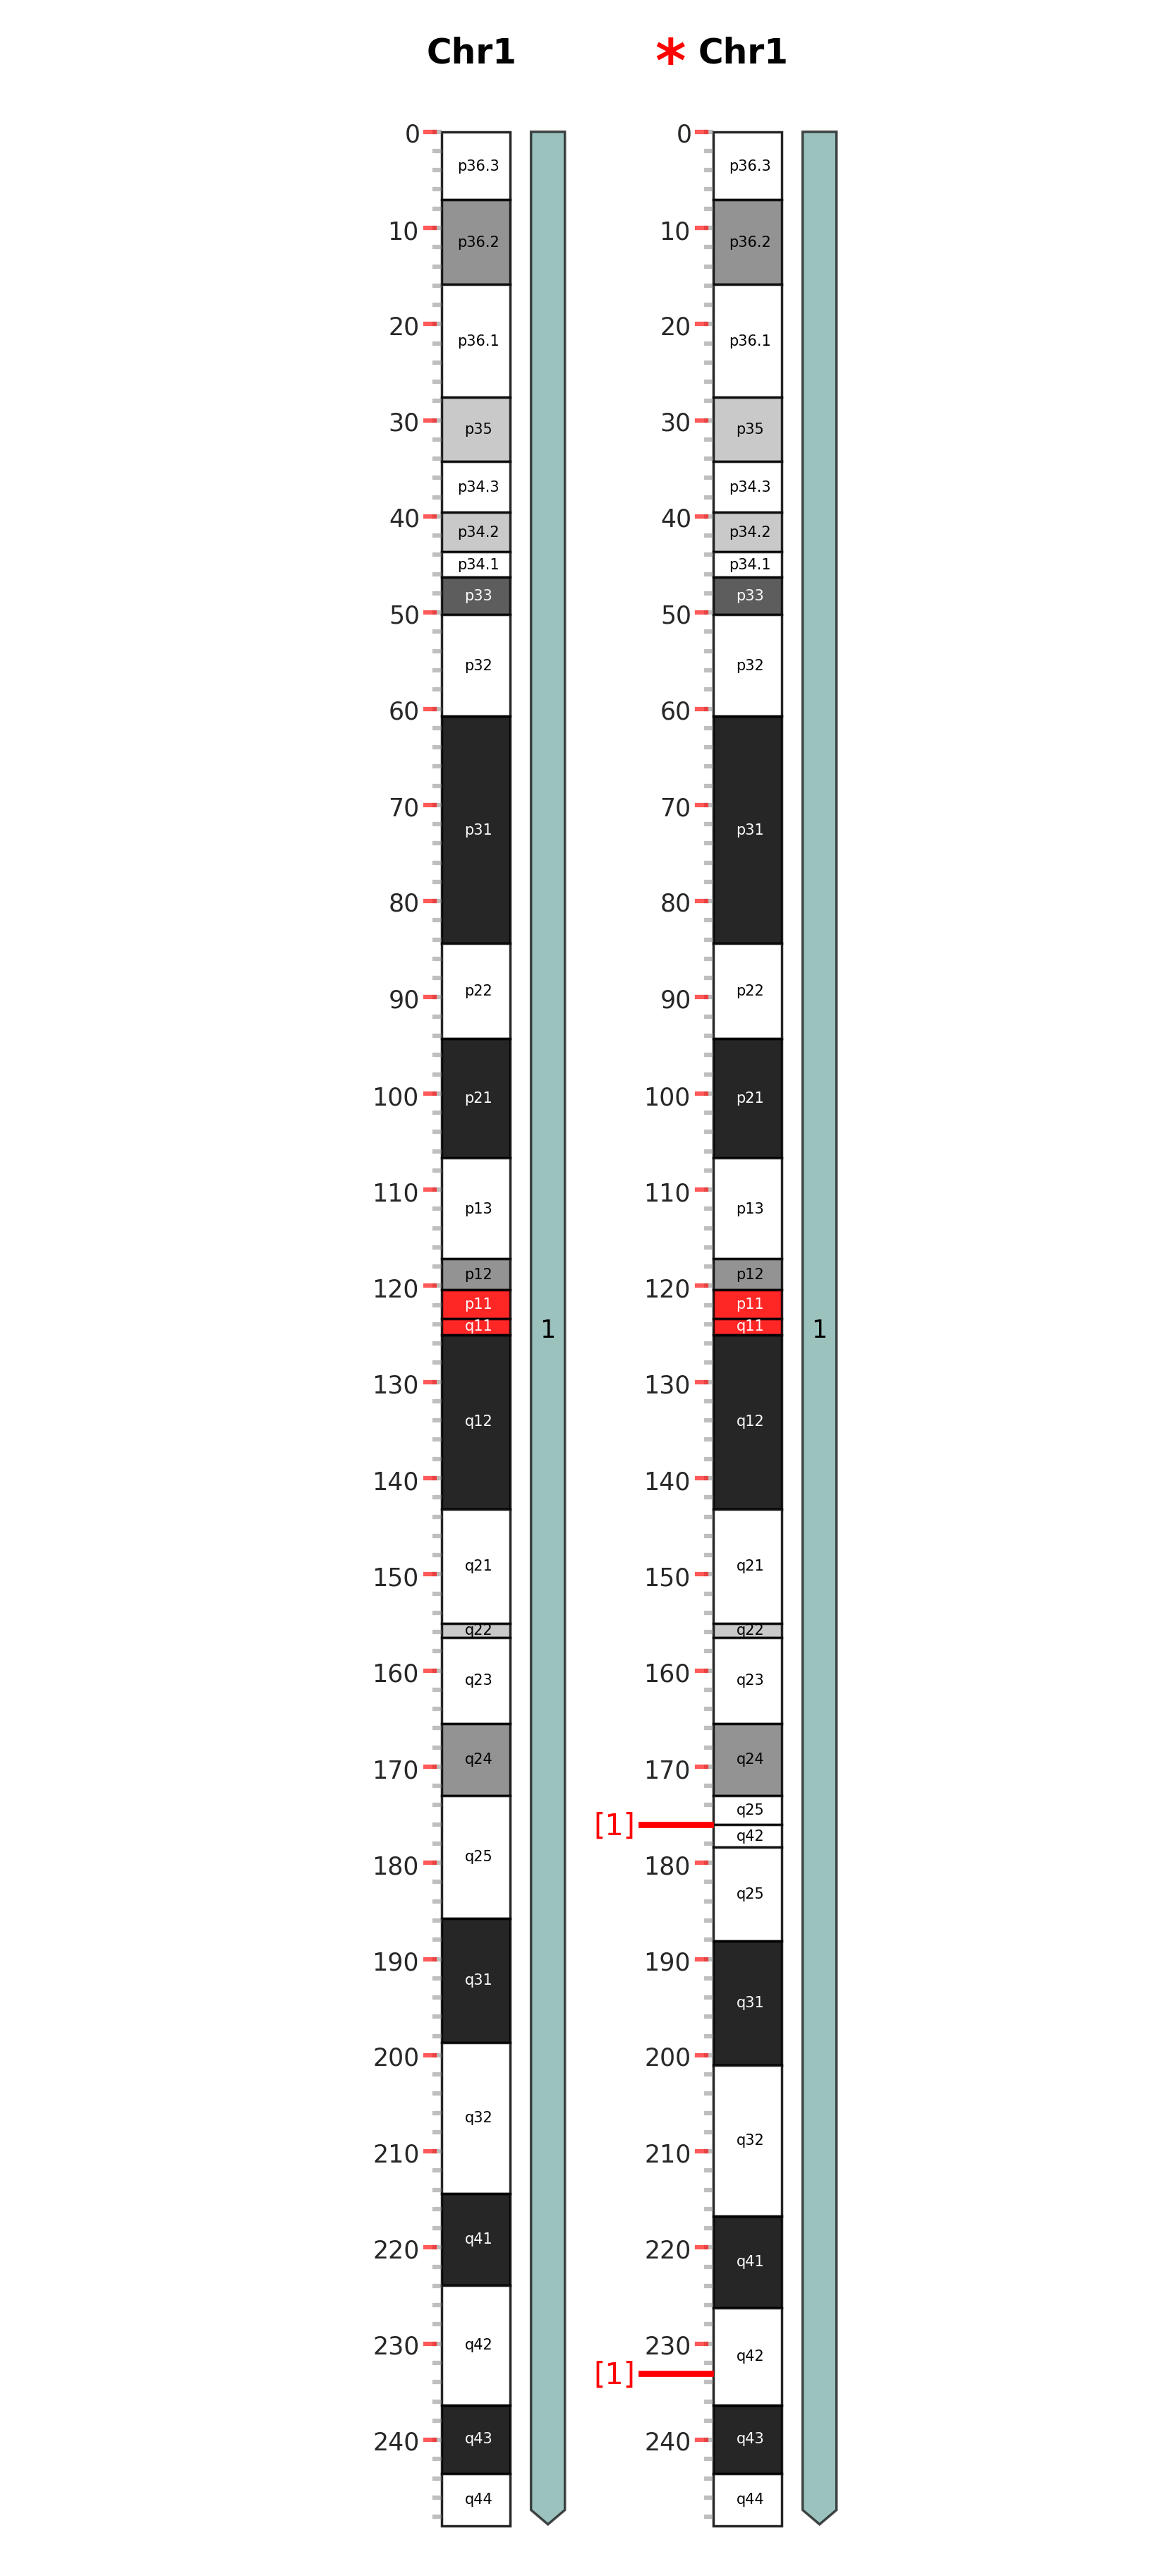 Chr1
* Chr1
0
10
20
30
40
50
60
70
80
90
100
110
120
130
140
150
160
170
180
190
200
210
220
230
240
p36.3
p36.2
p36.1
p35
p34.3
p34.2
p34.1
p33
p32
p31
p22
p21
p13
p12
p11
q11
q12
q21
q22
q23
q24
q25
q31
q32
q41
q42
q43
q44
1
0
10
20
30
40
50
60
70
80
90
100
110
120
130
140
150
160
170
180
190
200
210
220
230
240
[1]
[1]
p36.3
p36.2
p36.1
p35
p34.3
p34.2
p34.1
p33
p32
p31
p22
p21
p13
p12
p11
q11
q12
q21
q22
q23
q24
q25
q42
q25
q31
q32
q41
q42
q43
q44
1